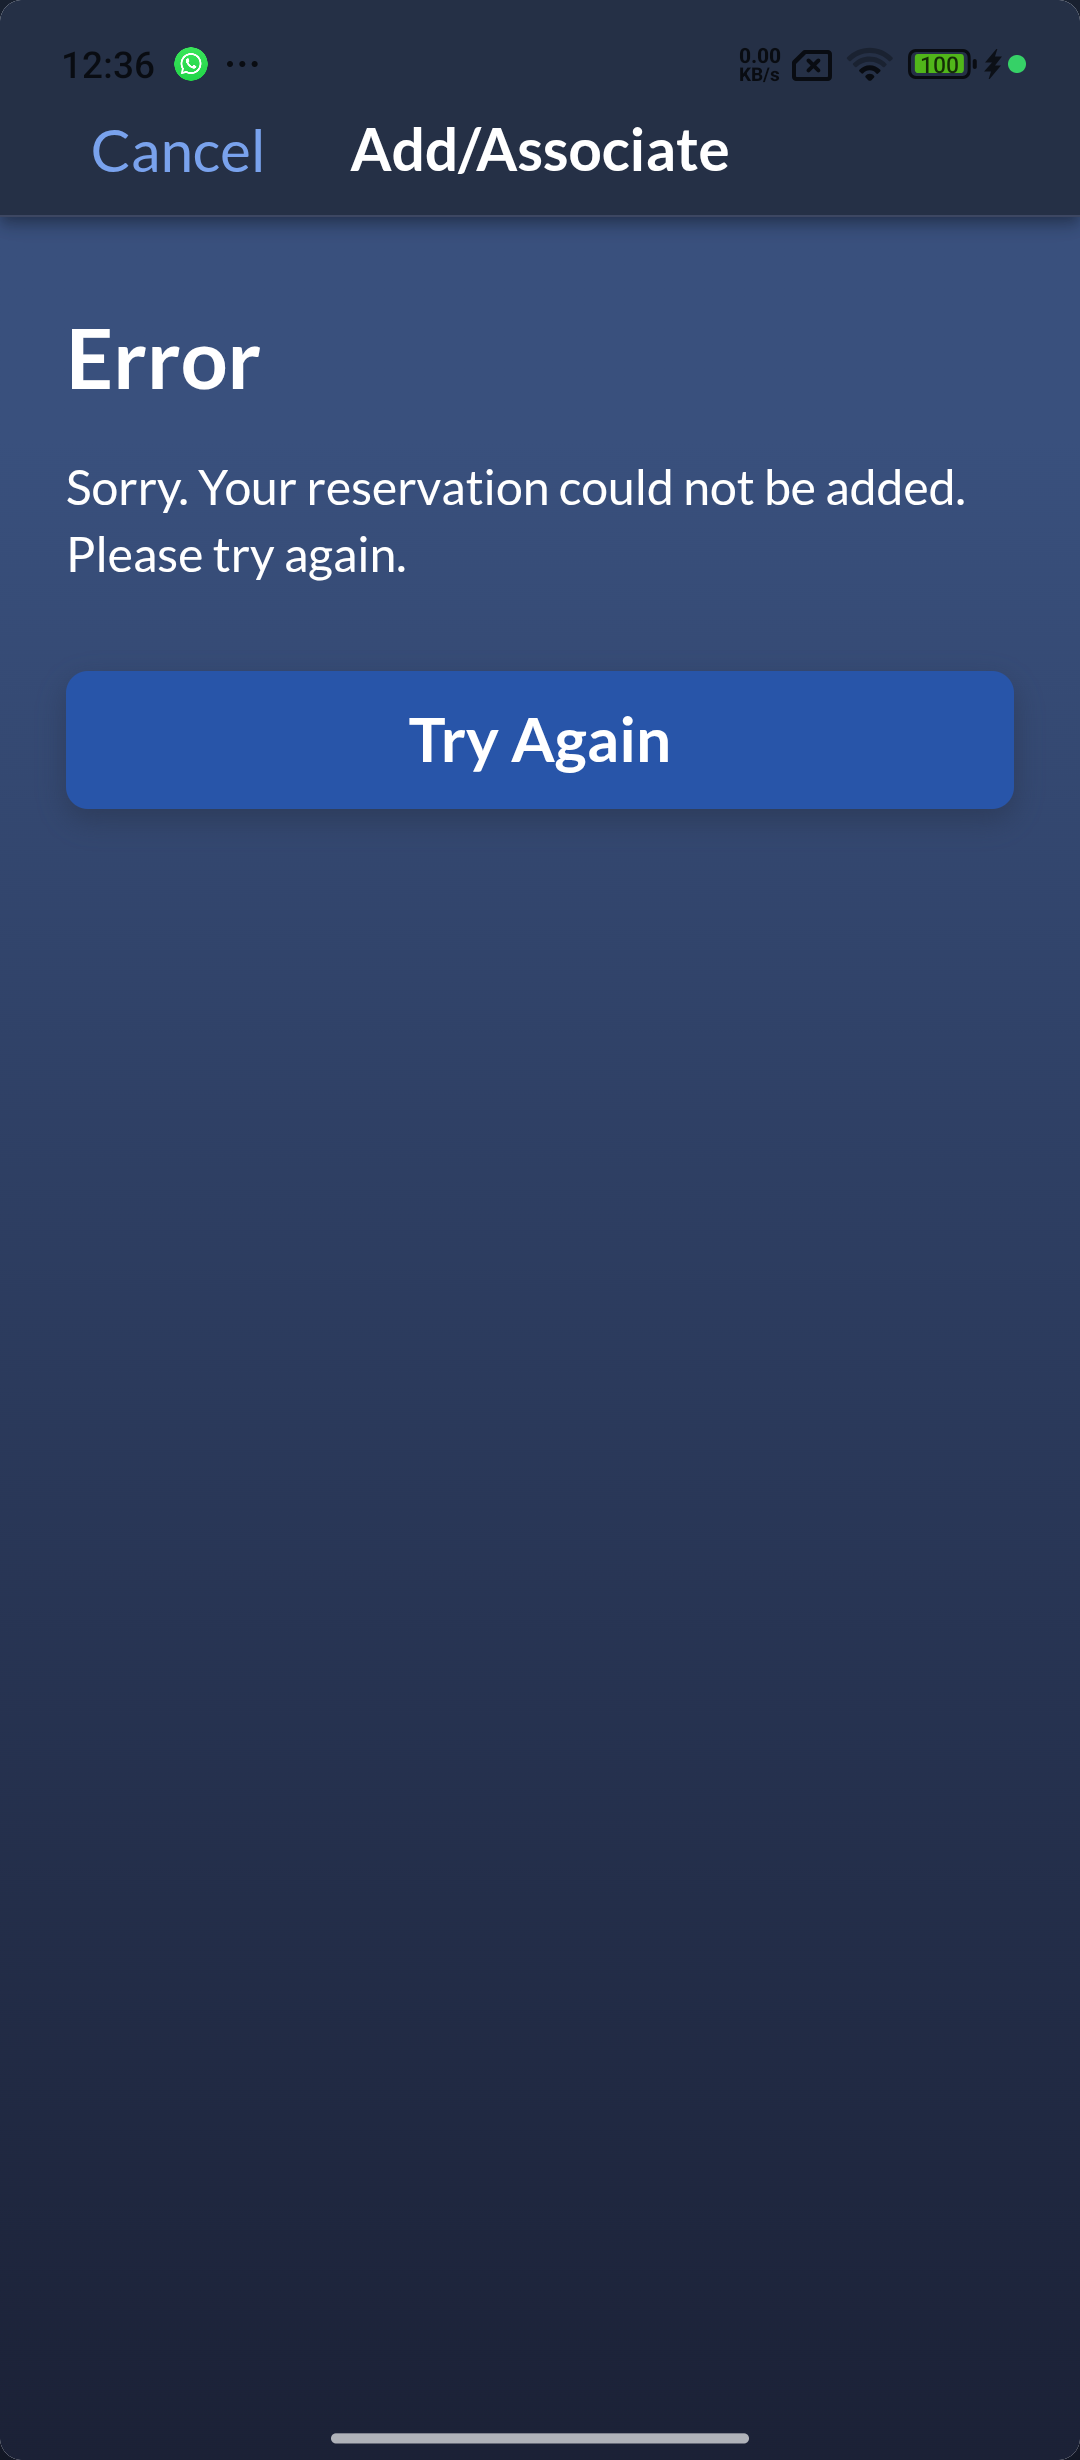 12:36 ... 0.00 KB/s 100
Cancel Add/Associate
Error
Sorry. Your reservation could not be added.
Please try again.
Try Again